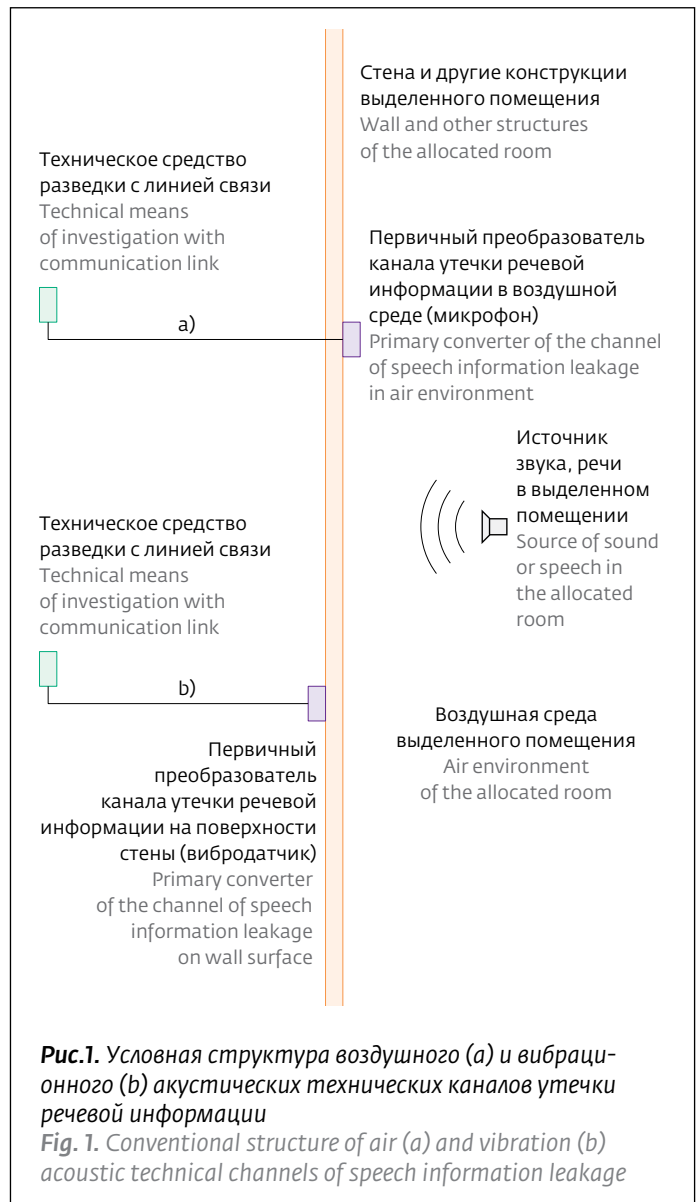 Стена и другие конструкции
выделенного помещения
Wall and other structures
of the allocated room
Техническое средство
разведки с линией связи
Technical means
of investigation with
communication link
a)
Первичный преобразователь
канала утечки речевой
информации в воздушной
среде (микрофон)
Primary converter of the channel
of speech information leakage
in air environment
Источник
звука, речи
в выделенном
помещении
Source of sound
or speech in
the allocated
room
Техническое средство
разведки с линией связи
Technical means
of investigation with
communication link
b)
Первичный
преобразователь
канала утечки речевой
информации на поверхности
стены (вибродатчик)
Primary converter
of the channel of speech
information leakage
on wall surface
Воздушная среда
выделенного помещения
Air environment
of the allocated room
Рис.1. Условная структура воздушного (a) и вибраци-
онного (b) акустических технических каналов утечки
речевой информации
Fig. 1. Conventional structure of air (a) and vibration (b)
acoustic technical channels of speech information leakage